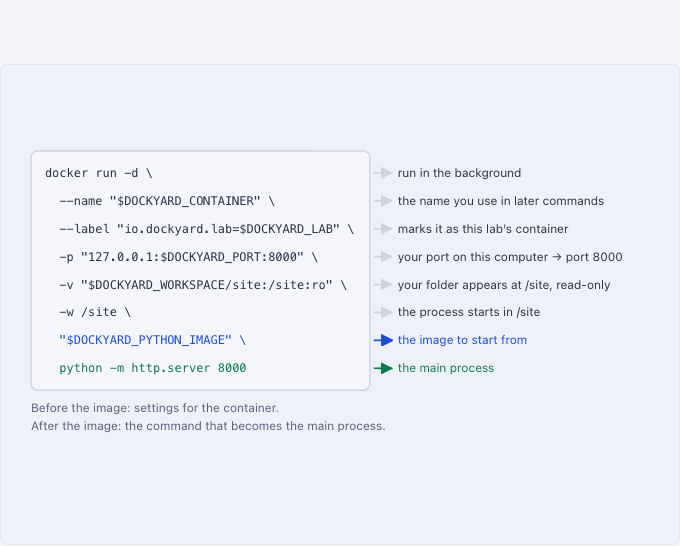 docker run -d \ run in the background
--name "$DOCKYARD_CONTAINER" \ the name you use in later commands
--label "io.dockyard.lab=$DOCKYARD_LAB" \ marks it as this lab's container
-p "127.0.0.1:$DOCKYARD_PORT:8000" \ your port on this computer → port 8000
-v "$DOCKYARD_WORKSPACE/site:/site:ro" \ your folder appears at /site, read-only
-w /site \ the process starts in /site
"$DOCKYARD_PYTHON_IMAGE" \ the image to start from
python -m http.server 8000 the main process
Before the image: settings for the container.
After the image: the command that becomes the main process.